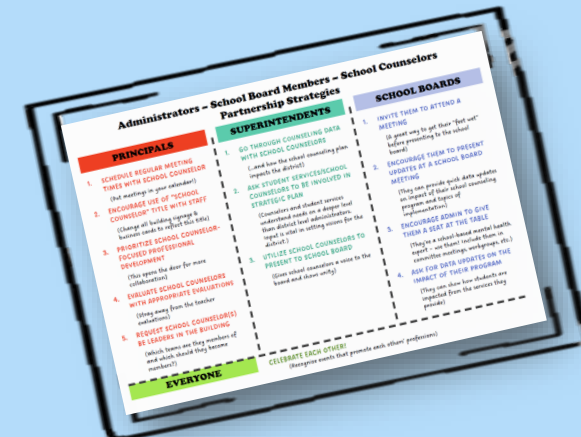 Administrators – School Board Members – School Counselors
Partnership Strategies
PRINCIPALS
1. SCHEDULE REGULAR MEETING
TIMES WITH SCHOOL COUNSELOR
(Put meetings in your calendar!)
2. ENCOURAGE USE OF "SCHOOL
COUNSELOR" TITLE WITH STAFF
(Change all building signage &
business cards to reflect this title)
3. PRIORITIZE SCHOOL COUNSELOR-
FOCUSED PROFESSIONAL
DEVELOPMENT
(This opens the door for more
collaboration)
4. EVALUATE SCHOOL COUNSELORS
WITH APPROPRIATE EVALUATIONS
(Stray away from the teacher
evaluations)
5. REQUEST SCHOOL COUNSELOR(S)
BE LEADERS IN THE BUILDING
(Which teams are they members of
and which should they become
members?)
SUPERINTENDENTS
1. GO THROUGH COUNSELING DATA
WITH SCHOOL COUNSELORS
(...and how the school counseling plan
impacts the district)
2. ASK STUDENT SERVICES/SCHOOL
COUNSELORS TO BE INVOLVED IN
STRATEGIC PLAN
(Counselors and student services
understand needs on a deeper level
than district level administrators.
input is vital in setting visions for the
district.)
3. UTILIZE SCHOOL COUNSELORS TO
PRESENT TO SCHOOL BOARD
(Gives school counselors a voice to the
board and shows unity)
SCHOOL BOARDS
1. INVITE THEM TO ATTEND A
MEETING
(A great way to get their "feet wet"
before presenting to the school
board)
2. ENCOURAGE THEM TO PRESENT
UPDATES AT A SCHOOL BOARD
MEETING
(They can provide quick data updates
on impact of their school counseling
program and topics of
implementation)
3. ENCOURAGE ADMIN TO GIVE
THEM A SEAT AT THE TABLE
(They're a school-based mental health
expert - use them! Include them in
committee meetings, workgroups, etc.)
4. ASK FOR DATA UPDATES ON THE
IMPACT OF THEIR PROGRAM
(They can show how students are
impacted from the services they
provide)
EVERYONE
CELEBRATE EACH OTHER!
(Recognize events that promote each others' professions)